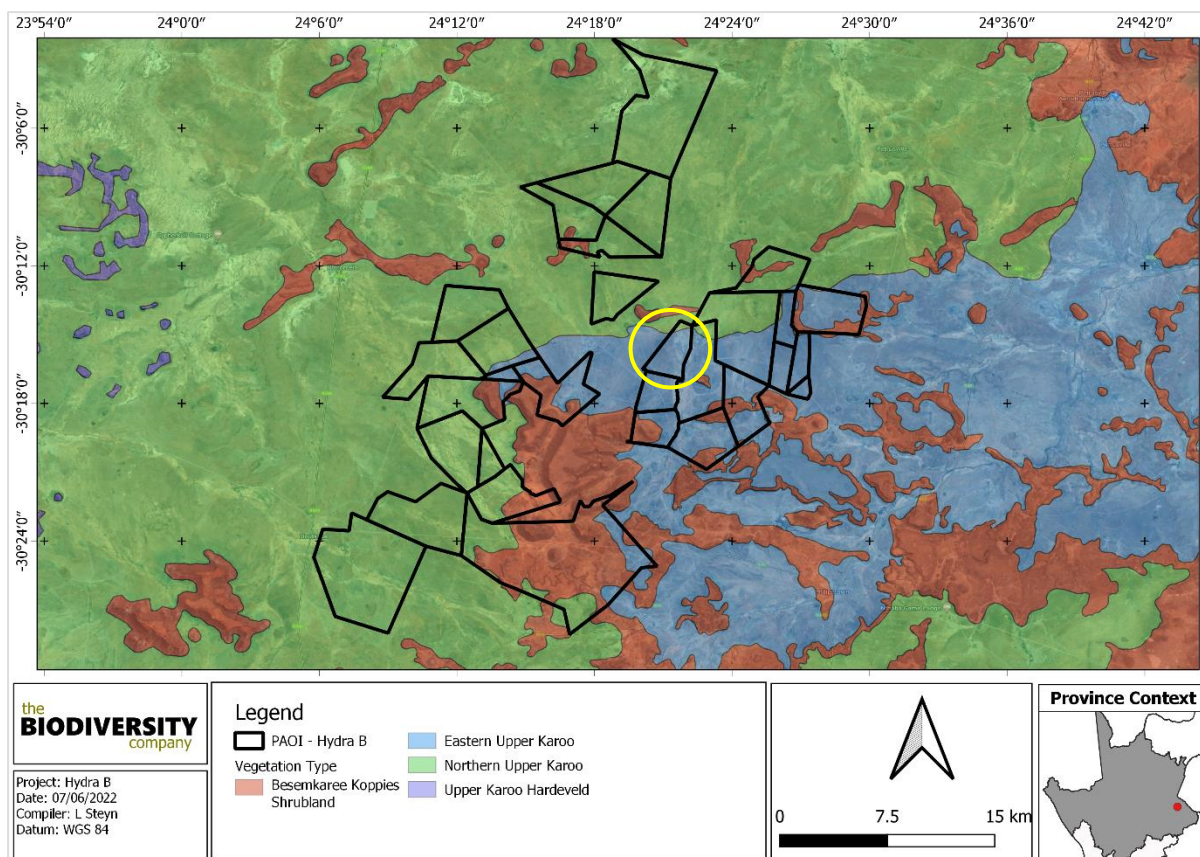 23°54'0" 24°0'0" 24°6'0" 24°12'0" 24°18'0" 24°24'0" 24°30'0" 24°36'0" 24°42'0"
-30°6'0"
-30°12'0"
-30°18'0"
-30°24'0"
the
BIODIVERSITY
company
Project: Hydra B
Date: 07/06/2022
Compiler: L Steyn
Datum: WGS 84
Legend
PAOI - Hydra B
Vegetation Type
Besemkaree Koppies
Shrubland
Eastern Upper Karoo
Northern Upper Karoo
Upper Karoo Hardeveld
0 7.5 15 km
Province Context